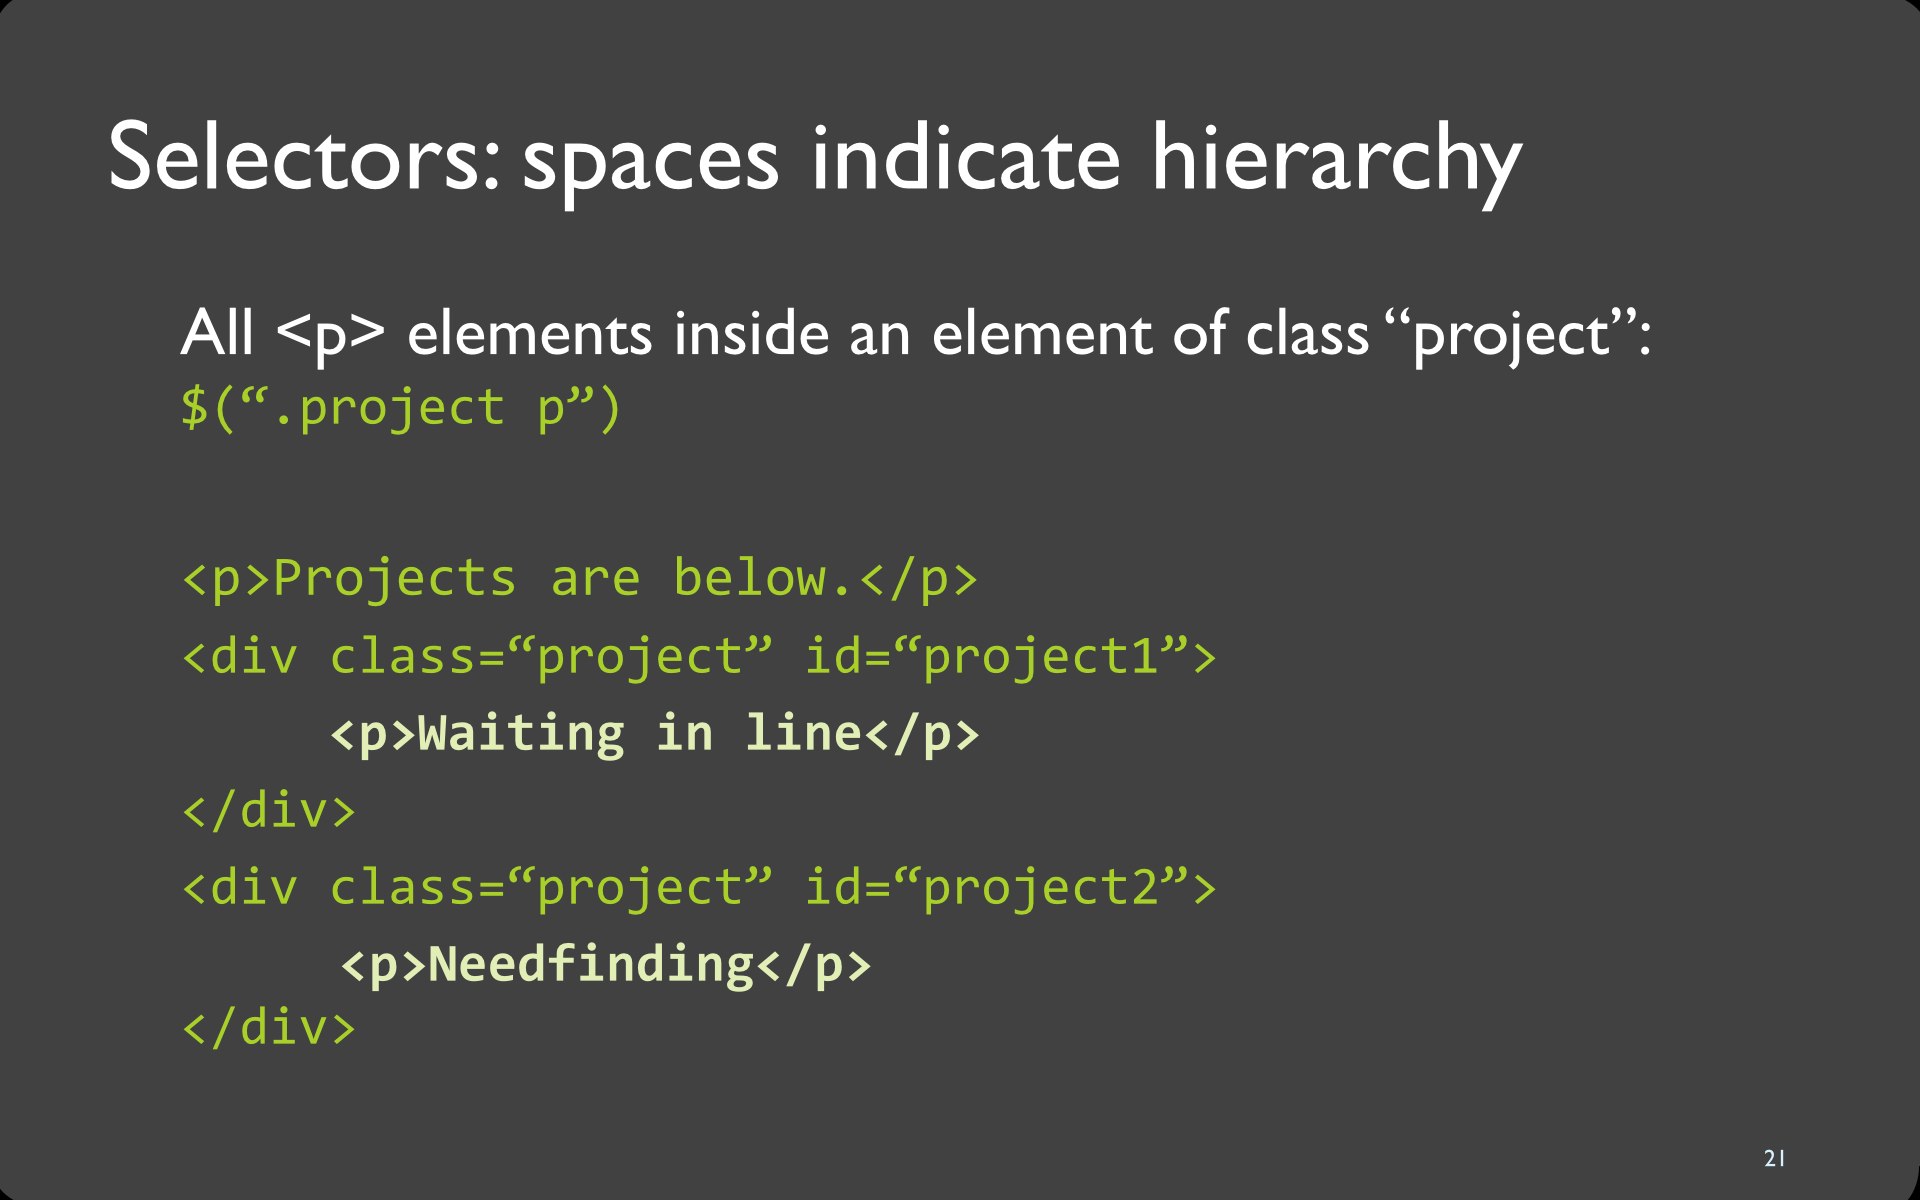 Selectors: spaces indicate hierarchy
All <p> elements inside an element of class “project”:
$(“.project p”)
<p>Projects are below.</p>
<div class=“project” id=“project1”>
<p>Waiting in line</p>
</div>
<div class=“project” id=“project2”>
<p>Needfinding</p>
</div>
21